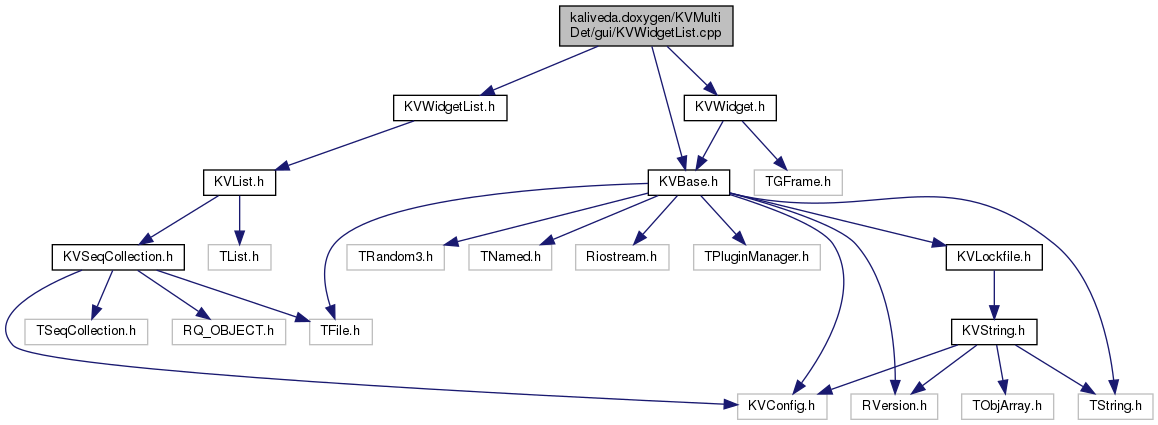 kaliveda.doxygen/KVMulti
Det/gui/KVWidgetList.cpp
KVWidgetList.h
KVWidget.h
KVList.h
KVBase.h
TGFrame.h
KVSeqCollection.h
TList.h
TRandom3.h
TNamed.h
Riostream.h
TPluginManager.h
KVLockfile.h
TSeqCollection.h
RQ_OBJECT.h
TFile.h
KVString.h
KVConfig.h
RVersion.h
TObjArray.h
TString.h